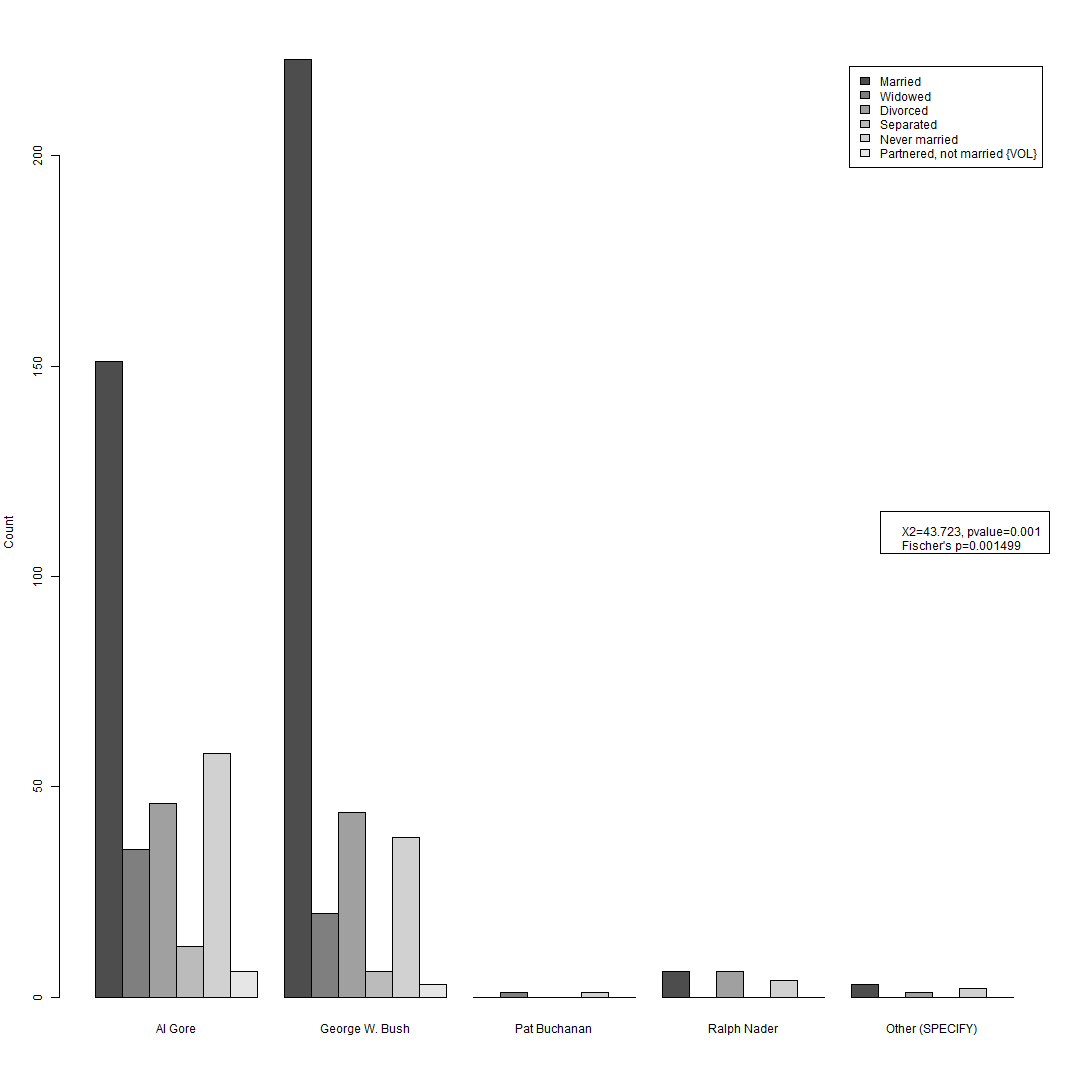 Married
Widowed
Divorced
Separated
Never married
Partnered, not married {VOL}
200
150
100
50
0
Count
X2=43.723, pvalue=0.001
Fischer's p=0.001499
Al Gore
George W. Bush
Pat Buchanan
Ralph Nader
Other (SPECIFY)